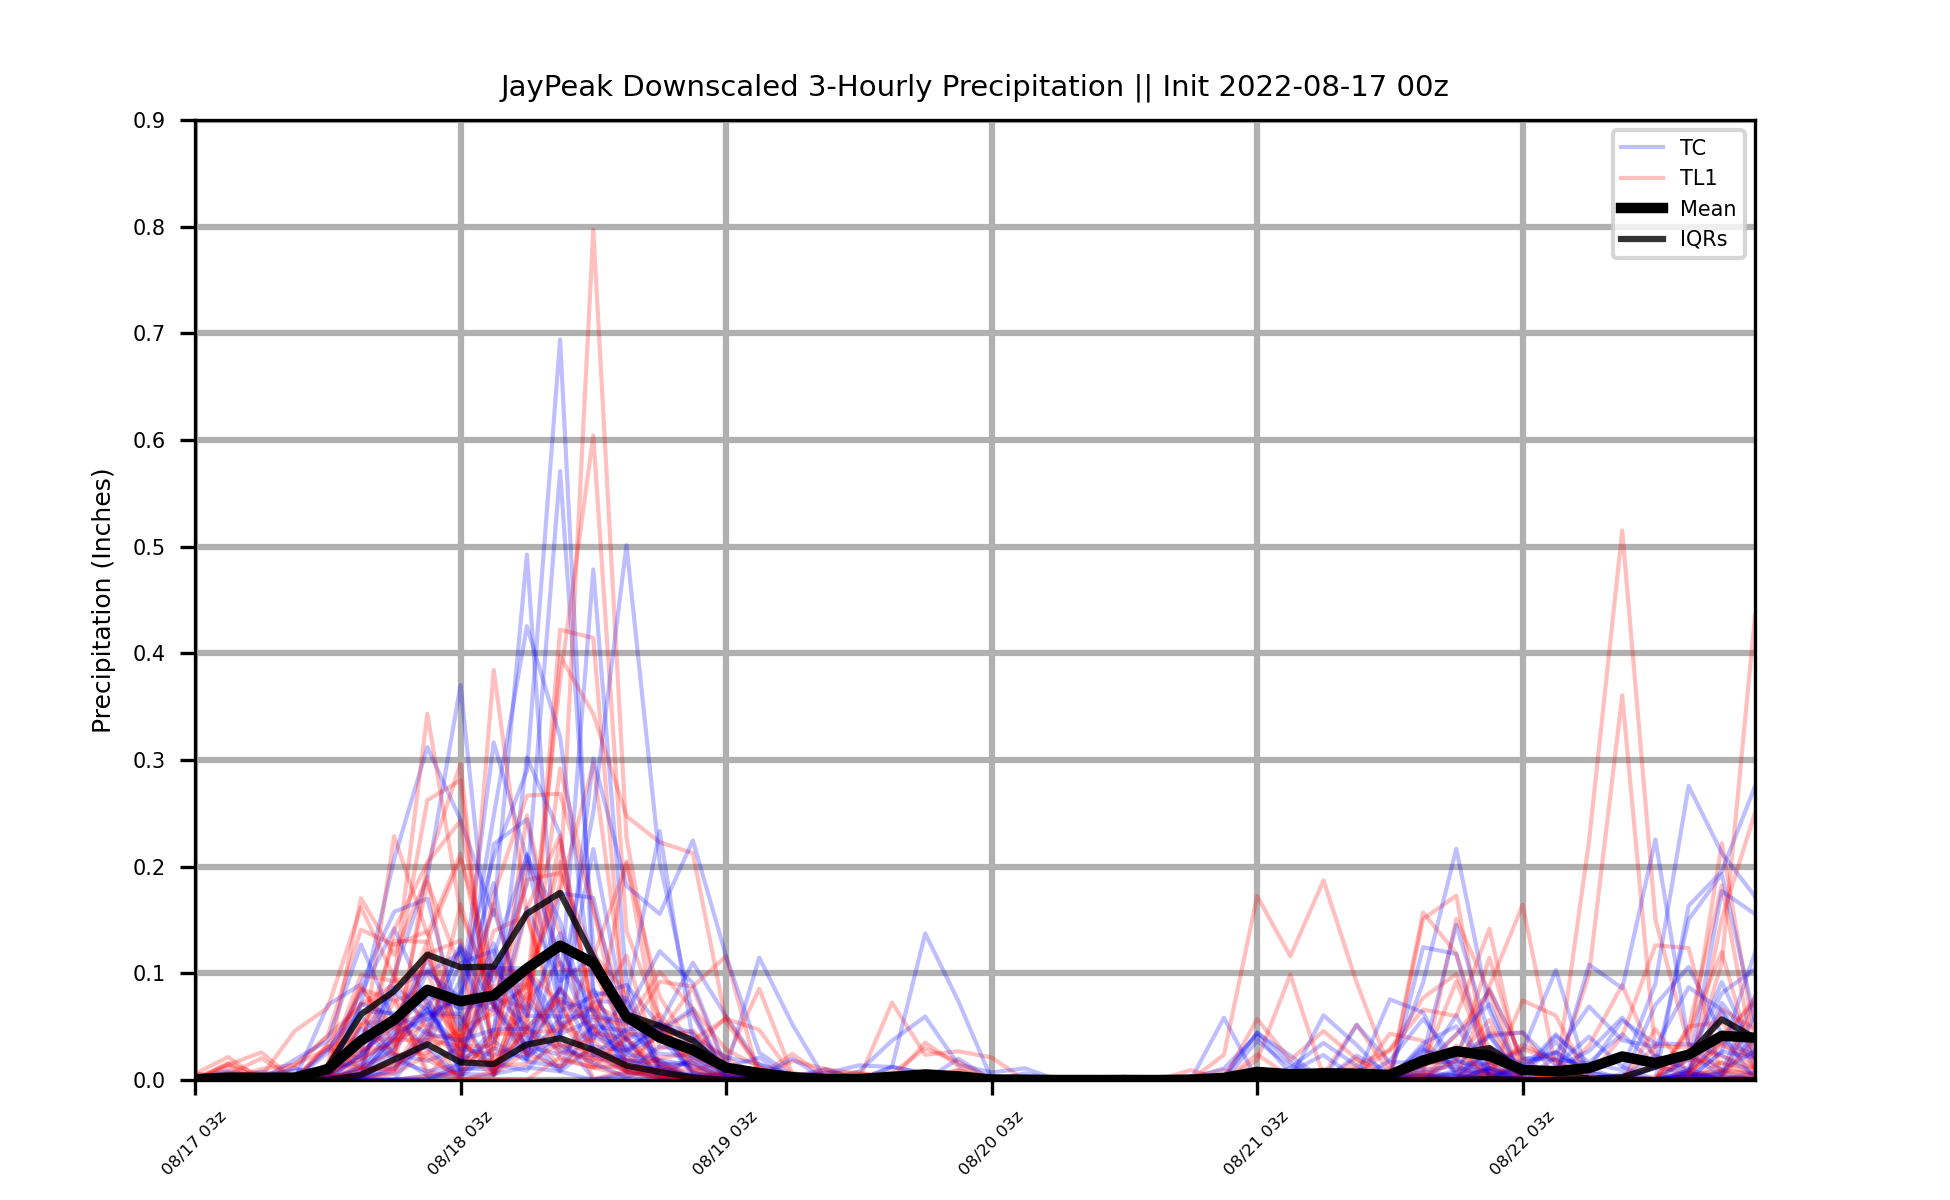 JayPeak Downscaled 3-Hourly Precipitation || Init 2022-08-17 00z
Precipitation (Inches)
0.9
0.8
0.7
0.6
0.5
0.4
0.3
0.2
0.1
0.0
TC
TL1
Mean
IQRs
08/17 03z
08/18 03z
08/19 03z
08/20 03z
08/21 03z
08/22 03z